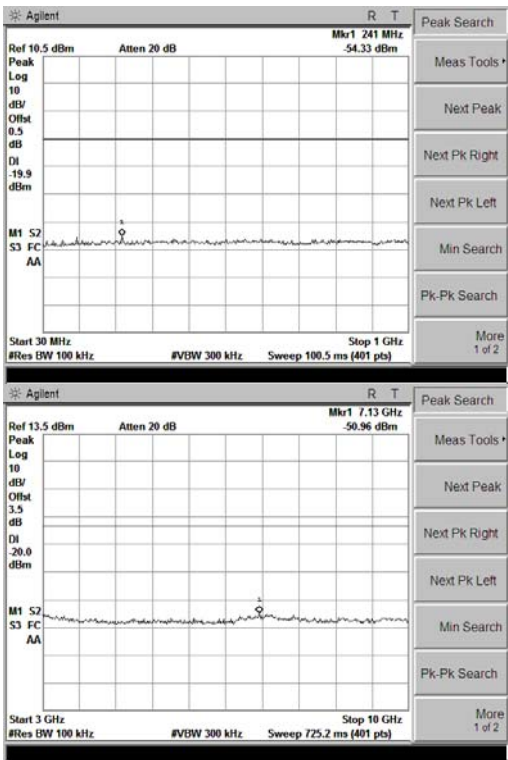 Agilent R T
Mkr1 241 MHz
Ref 10.5 dBm Atten 20 dB -54.33 dBm
Peak
Log
10
dB/
Offst
0.5
dB
DI
-19.9
dBm
M1 S2
S3 FC
AA
1
Start 30 MHz Stop 1 GHz
#Res BW 100 kHz #VBW 300 kHz Sweep 100.5 ms (401 pts)
Peak Search
Meas Tools
Next Peak
Next Pk Right
Next Pk Left
Min Search
Pk-Pk Search
More
1 of 2
Agilent R T
Mkr1 7.13 GHz
Ref 13.5 dBm Atten 20 dB -50.96 dBm
Peak
Log
10
dB/
Offst
3.5
dB
DI
-20.0
dBm
M1 S2
S3 FC
AA
1
Start 3 GHz Stop 10 GHz
#Res BW 100 kHz #VBW 300 kHz Sweep 725.2 ms (401 pts)
Peak Search
Meas Tools
Next Peak
Next Pk Right
Next Pk Left
Min Search
Pk-Pk Search
More
1 of 2